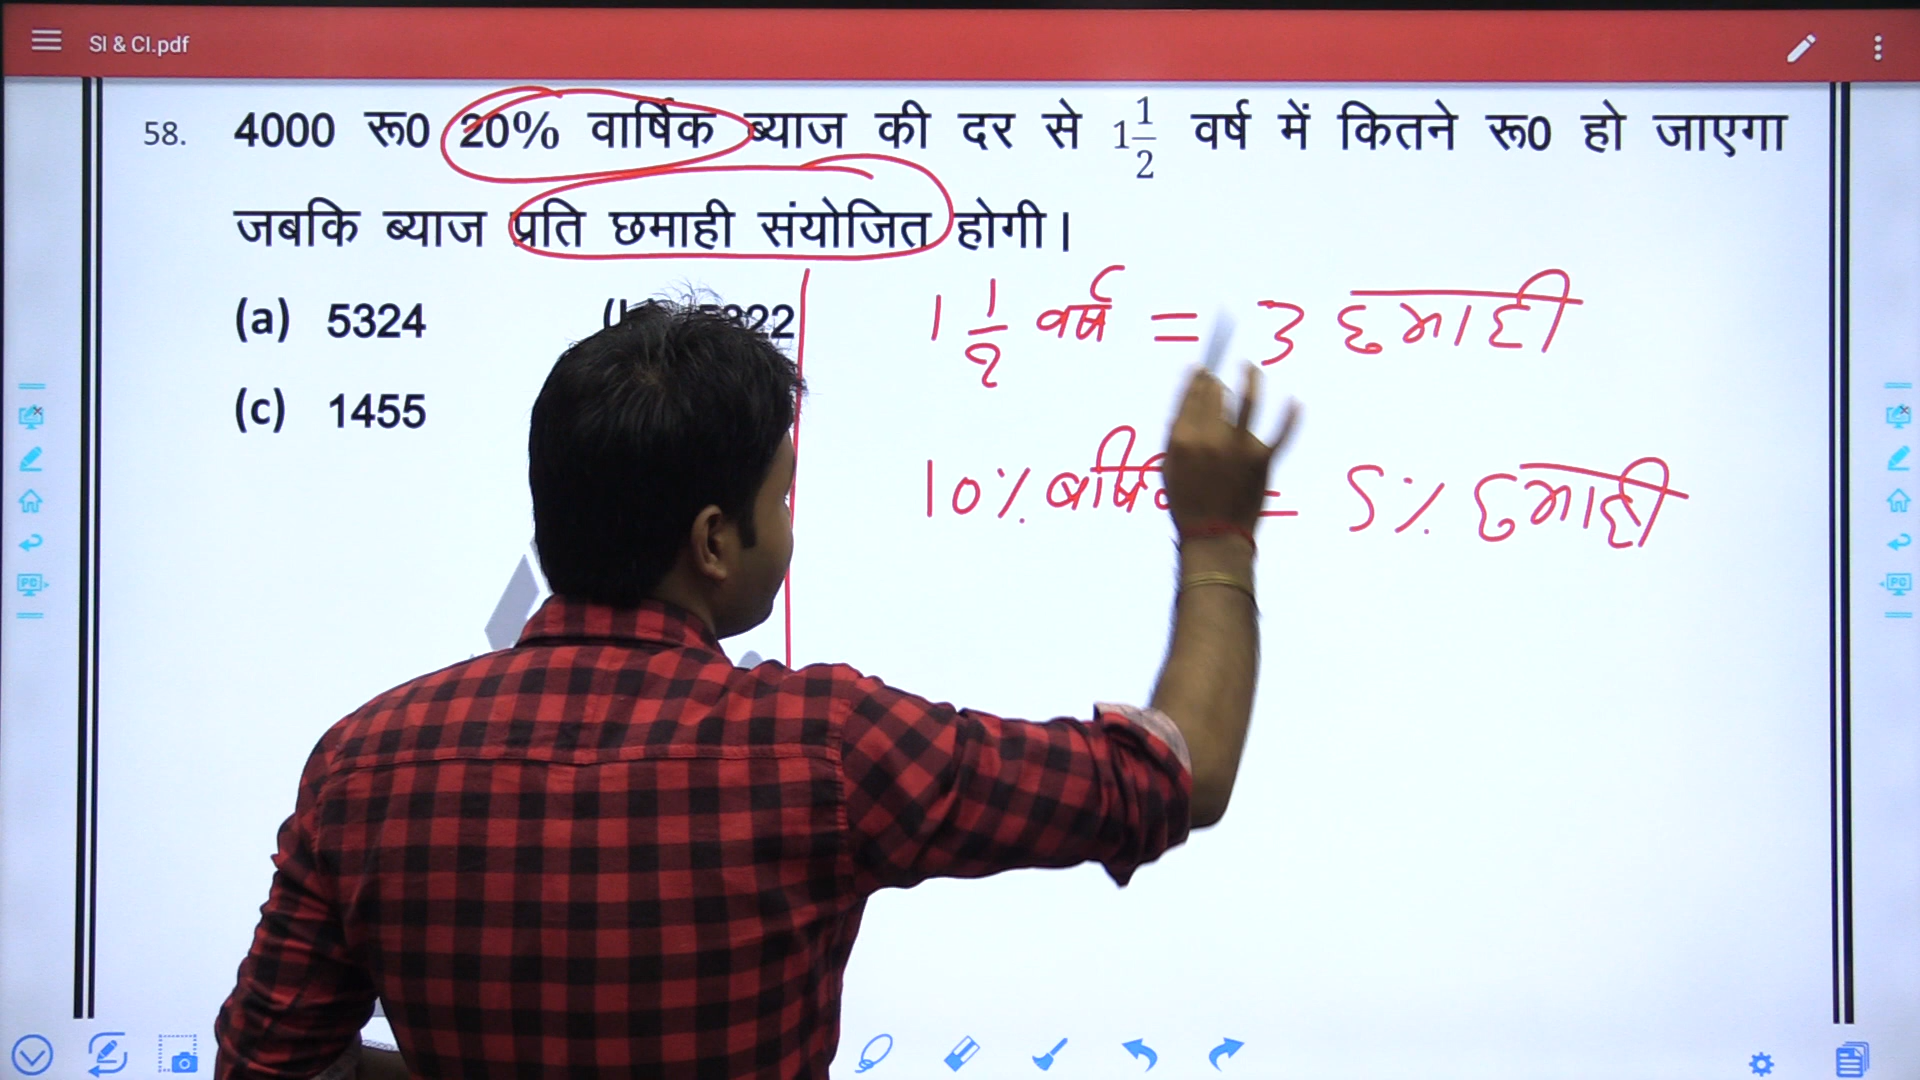 SI & CI.pdf
58. 4000 रू0 20% वार्षिक ब्याज की दर से 1 1/2 वर्ष में कितने रू0 हो जाएगा
जबकि ब्याज प्रति छमाही संयोजित होगी।
(a) 5324
(c) 1455
1 1/2 वर्ष = 3 छमाही
10% = 5% छमाही